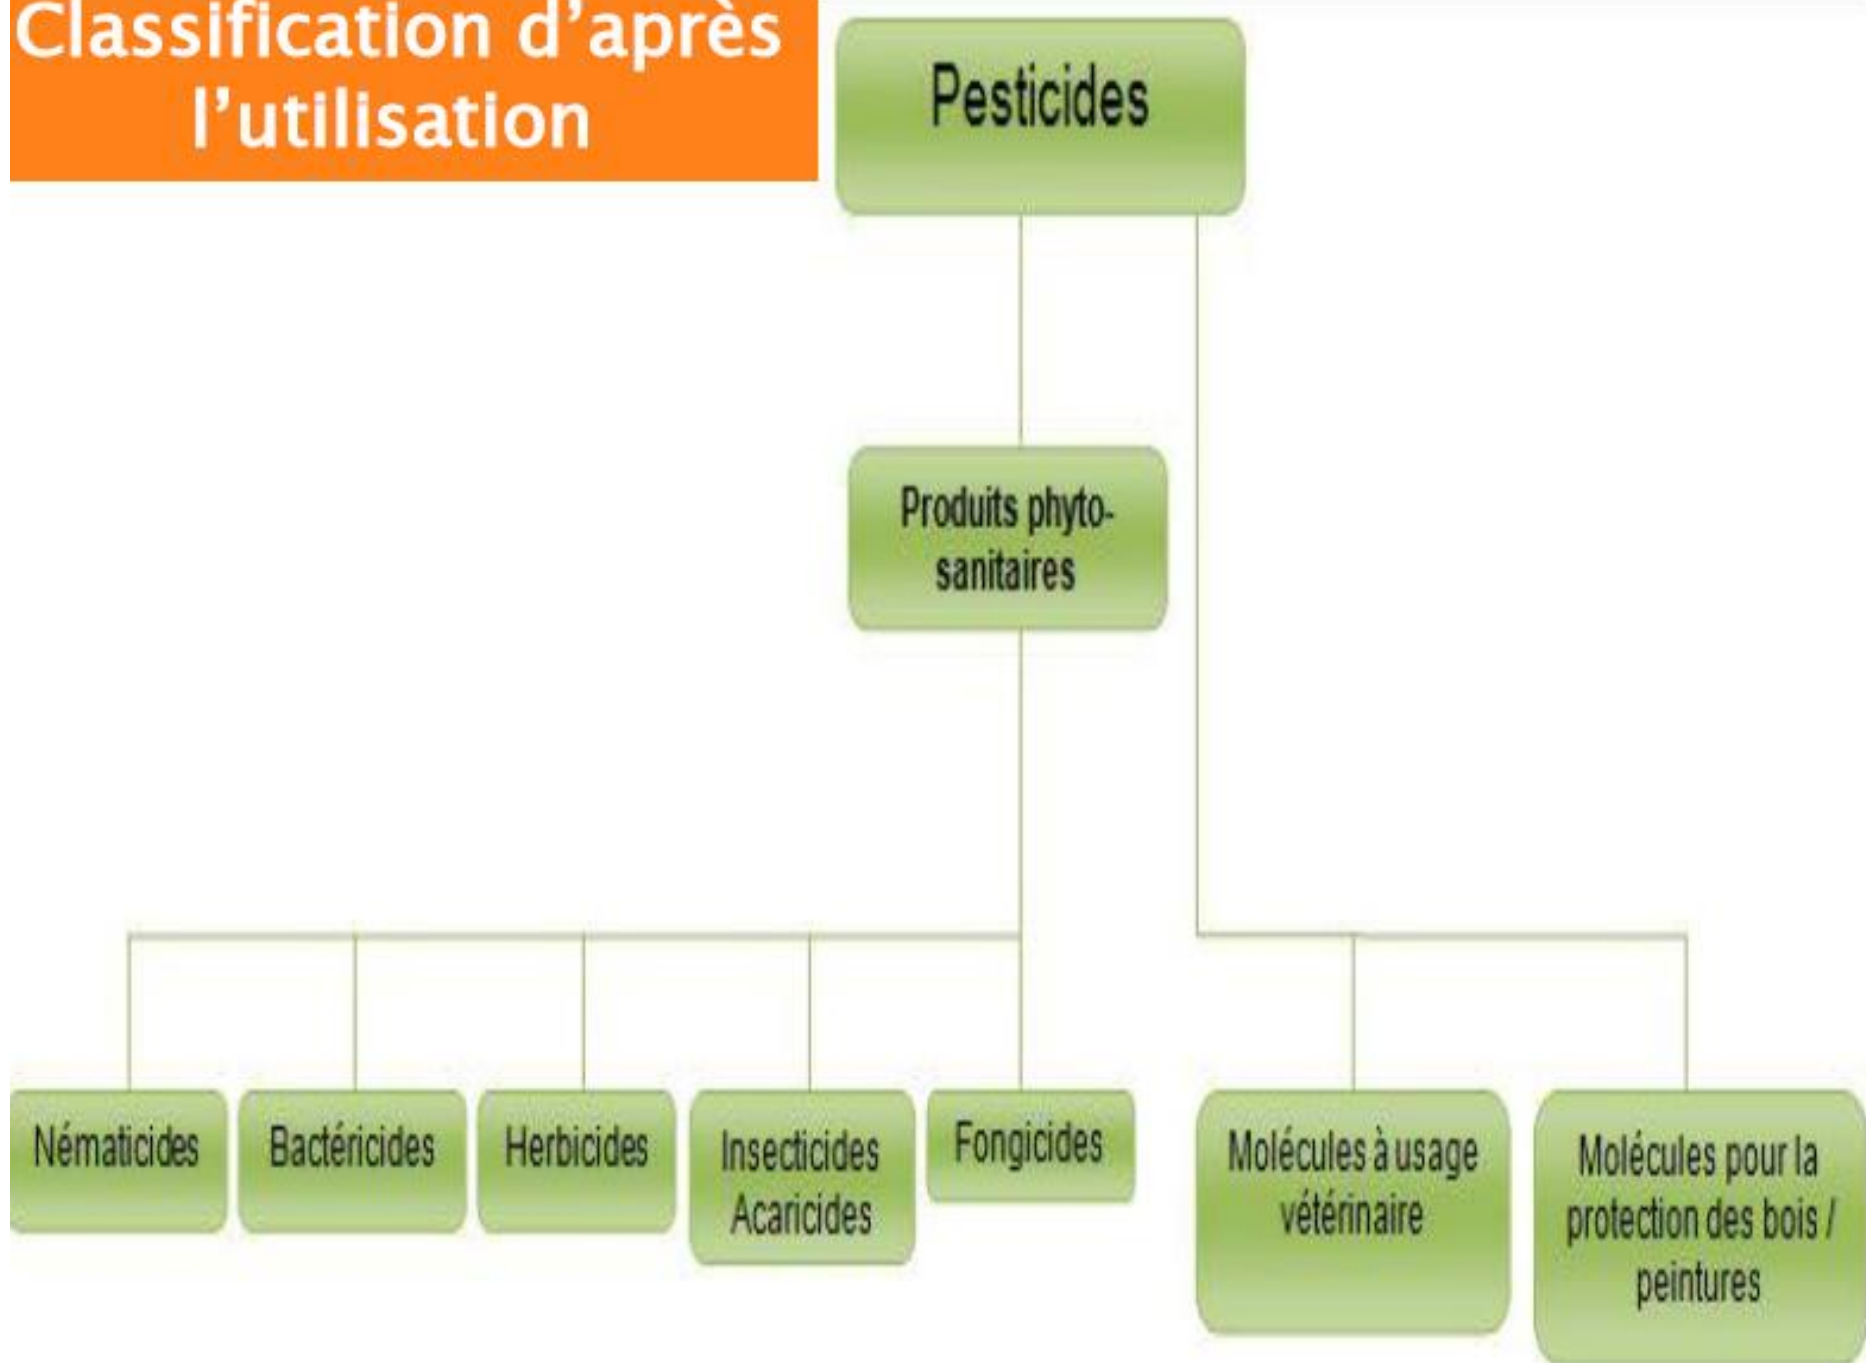 Classification d’après
l’utilisation
Pesticides
Produits phyto-
sanitaires
Nématicides
Bactéricides
Herbicides
Insecticides
Acaricides
Fongicides
Molécules à usage
vétérinaire
Molécules pour la
protection des bois /
peintures